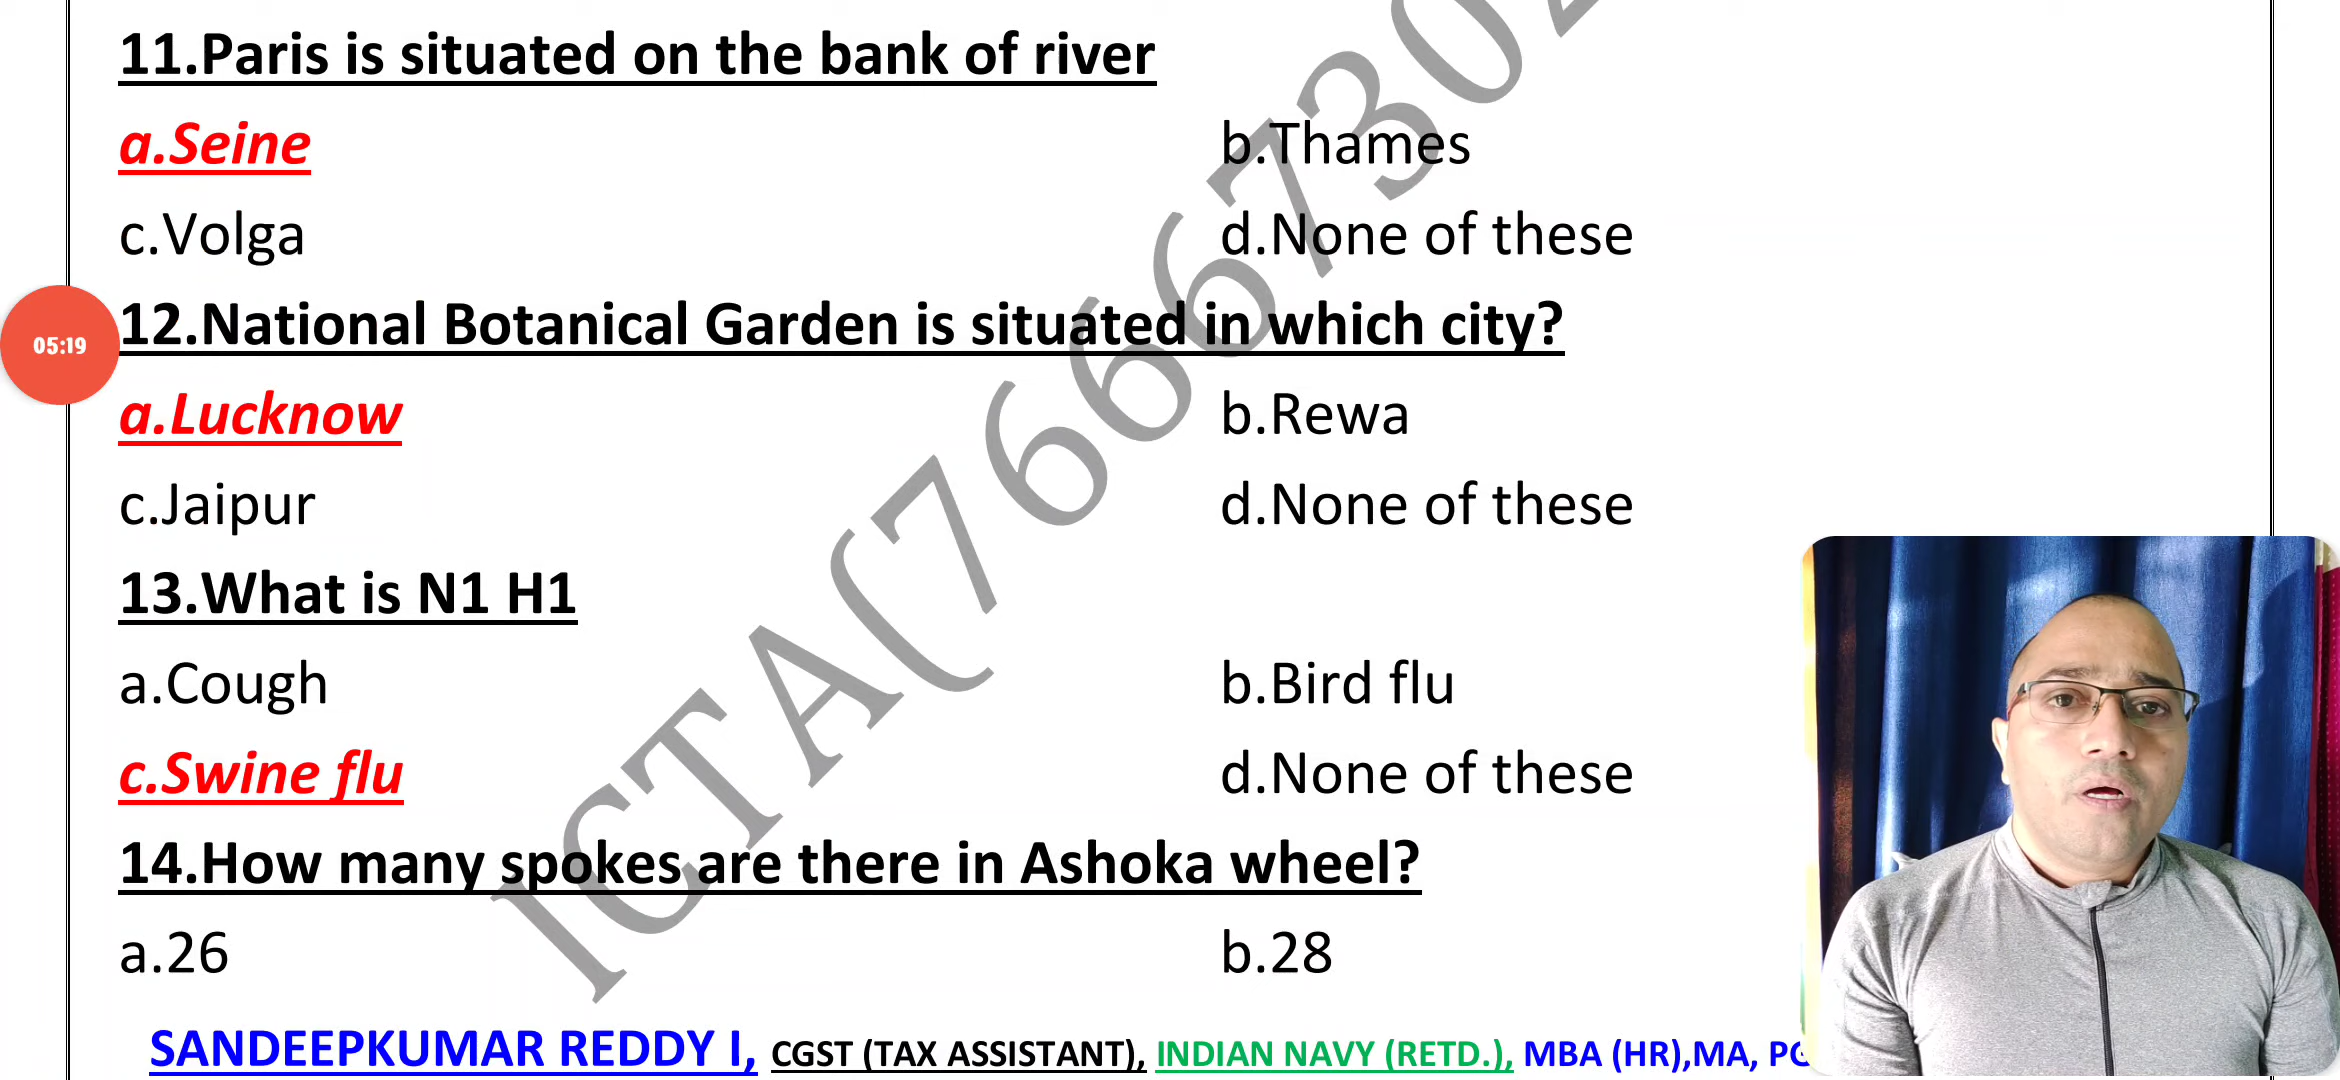 11.Paris is situated on the bank of river
a.Seine b.Thames
c.Volga d.None of these
05:19
12.National Botanical Garden is situated in which city?
a.Lucknow b.Rewa
c.Jaipur d.None of these
13.What is N1 H1
a.Cough b.Bird flu
c.Swine flu d.None of these
14.How many spokes are there in Ashoka wheel?
a.26 b.28
SANDEEPKUMAR REDDY I, CGST (TAX ASSISTANT), INDIAN NAVY (RETD.), MBA (HR),MA,
ICTA(7666730